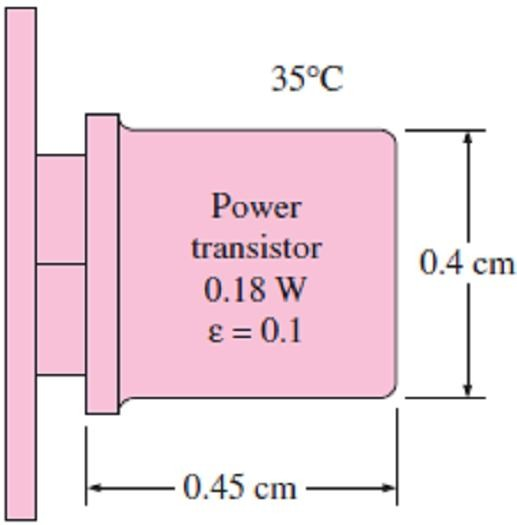 35°C
Power
transistor
0.18 W
ε = 0.1
0.4 cm
0.45 cm